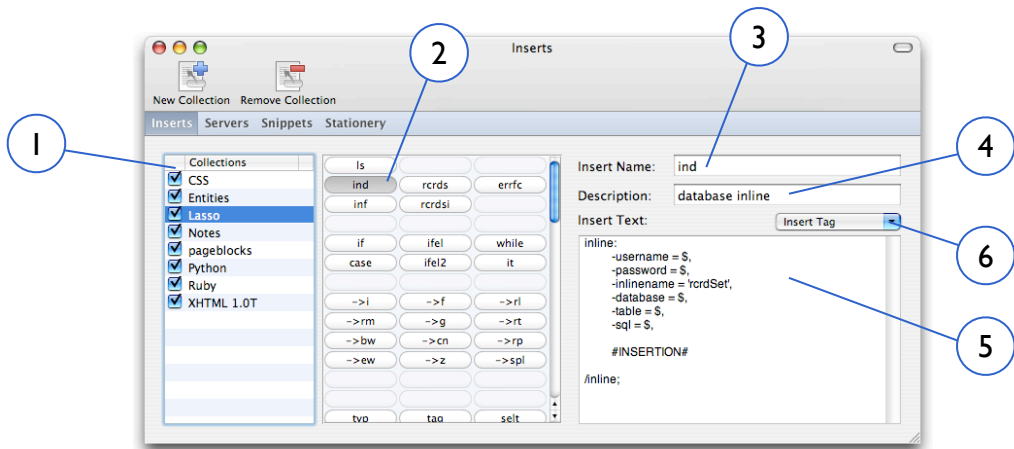 2
3
Inserts
New Collection Remove Collection
Inserts Servers Snippets Stationery
1
4
Collections
CSS
Entities
Lasso
Notes
pageblocks
Python
Ruby
XHTML 1.0T
ls
ind rcrds errfc
inf rcrdsi
if ifel while
case ifel2 it
->i ->f ->rl
->rm ->g ->rt
->bw ->cn ->rp
->ew ->z ->spl
typ tag selt
Insert Name: ind
Description: database inline
Insert Text: Insert Tag
6
inline:
-username = $,
-password = $,
-inlinename = 'rcrdSet',
-database = $,
-table = $,
-sql = $,
#INSERTION#
/inline;
5